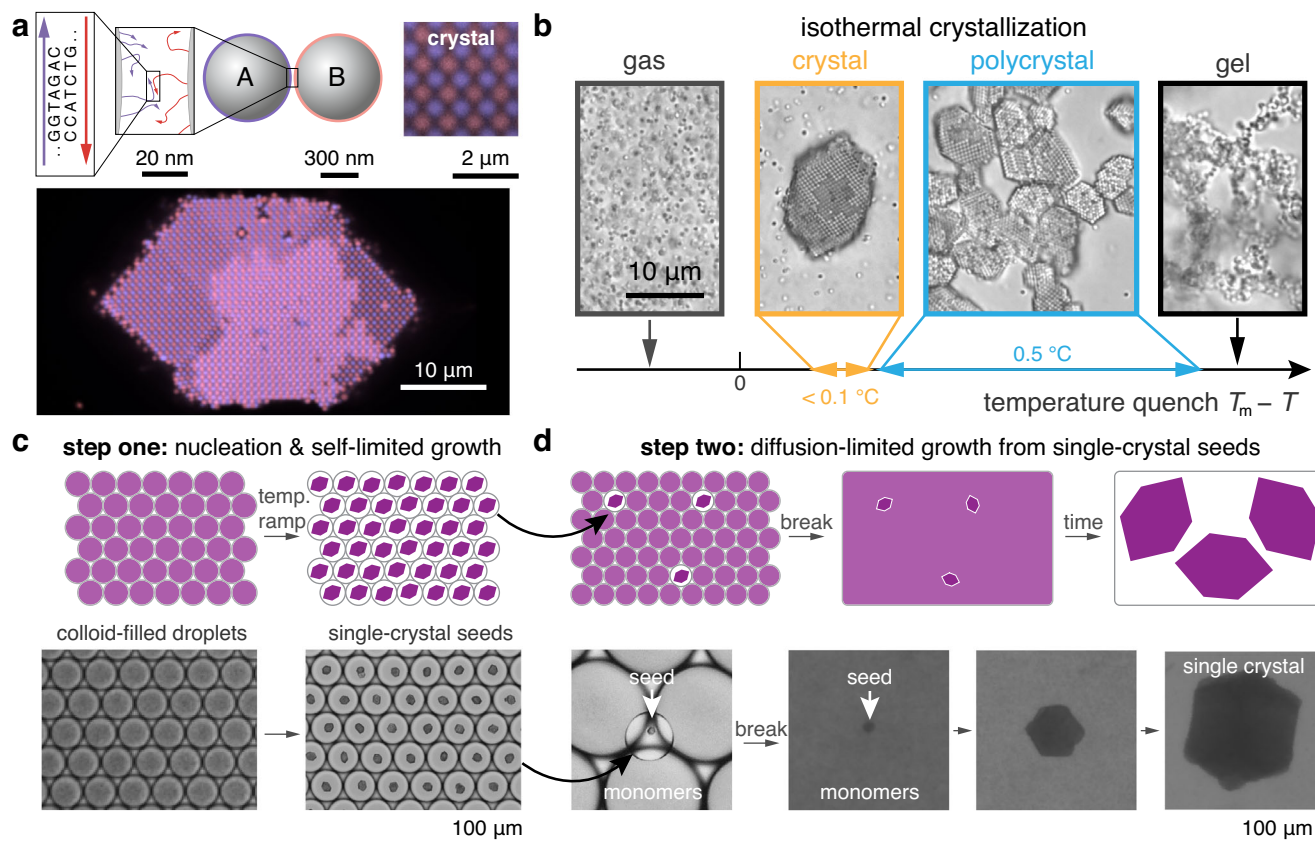 a
..GGTAGAC
CCATCTG..
A
B
crystal
20 nm
300 nm
2 µm
10 µm
b
isothermal crystallization
gas
crystal
polycrystal
gel
10 µm
0.5 °C
0
< 0.1 °C
temperature quench Tm – T
c
step one: nucleation & self-limited growth
temp.
ramp
colloid-filled droplets
single-crystal seeds
100 µm
d
step two: diffusion-limited growth from single-crystal seeds
break
time
seed
monomers
break
seed
monomers
single crystal
100 µm